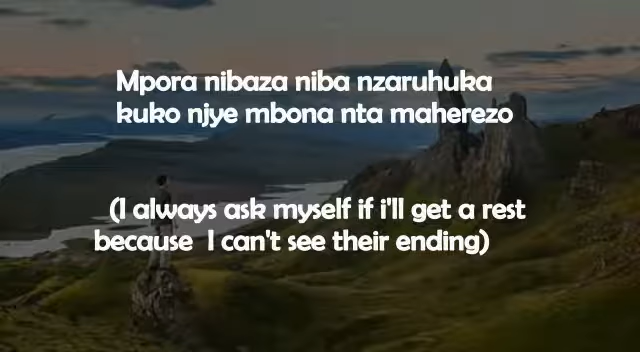 Mpora nibaza niba nzaruhuka
kuko njye mbona nta maherezo
(I always ask myself if i'll get a rest
because I can't see their ending)